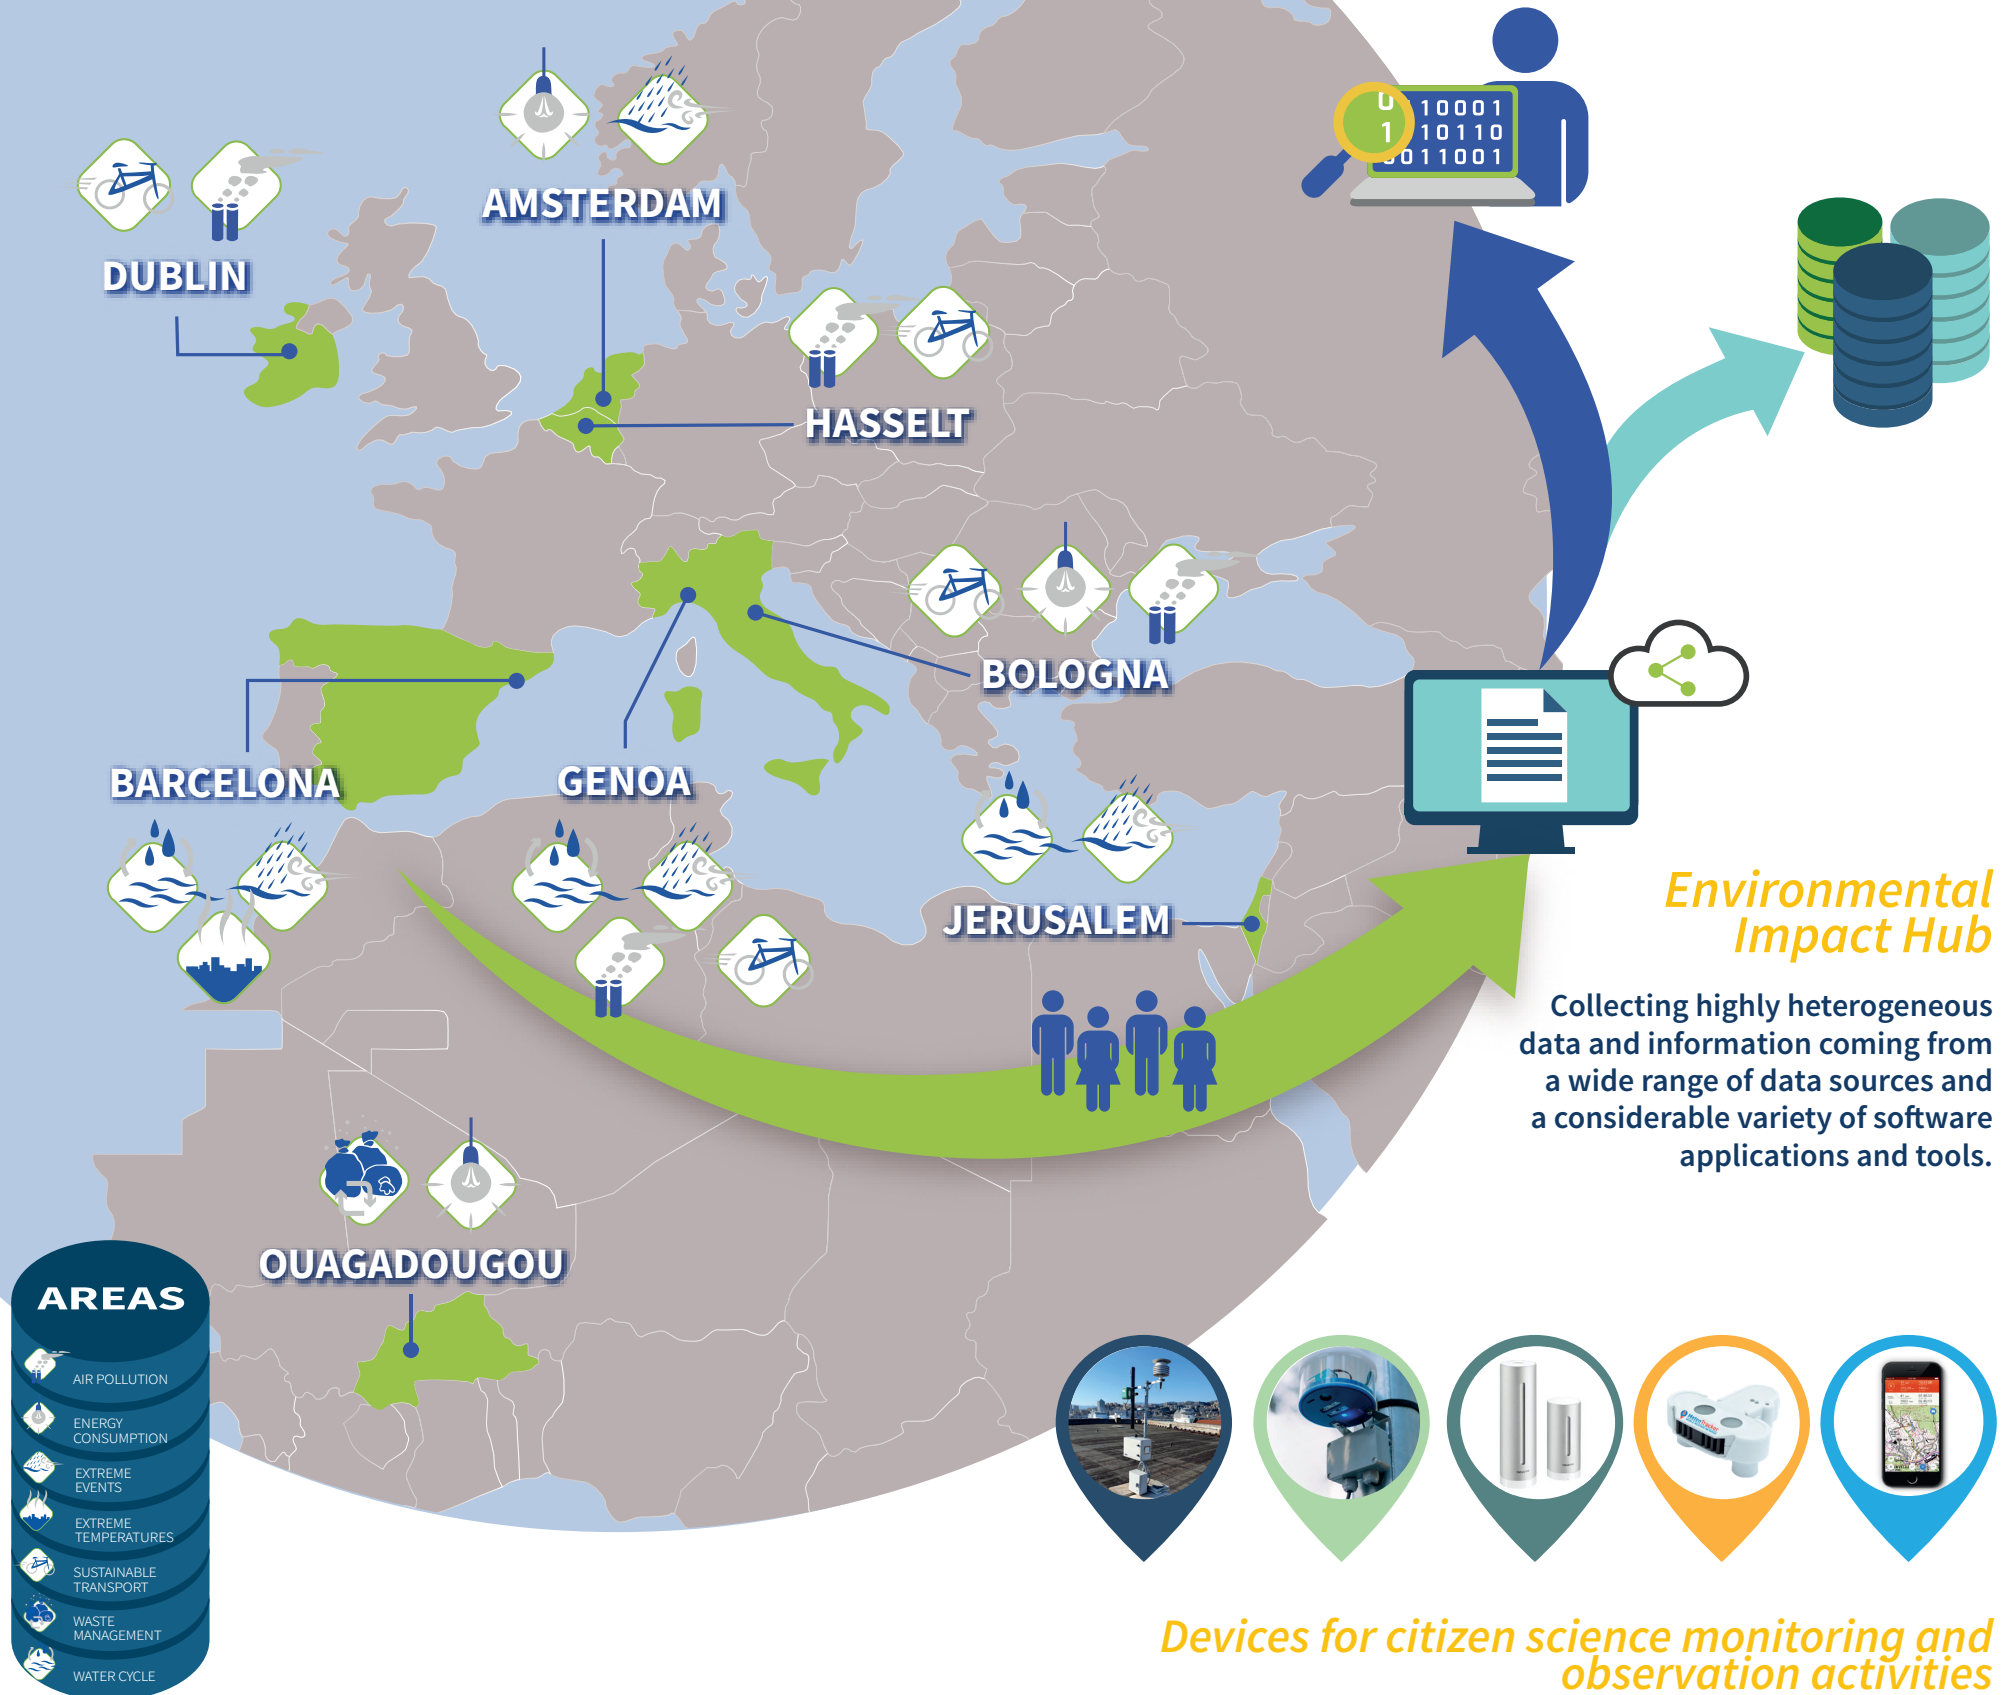 0 10001
1 10110
0011001
AMSTERDAM
DUBLIN
HASSELT
BOLOGNA
BARCELONA
GENOA
JERUSALEM
OUAGADOUGOU
Environmental
Impact Hub
Collecting highly heterogeneous
data and information coming from
a wide range of data sources and
a considerable variety of software
applications and tools.
AREAS
AIR POLLUTION
ENERGY
CONSUMPTION
EXTREME
EVENTS
EXTREME
TEMPERATURES
SUSTAINABLE
TRANSPORT
WASTE
MANAGEMENT
WATER CYCLE
Devices for citizen science monitoring and
observation activities